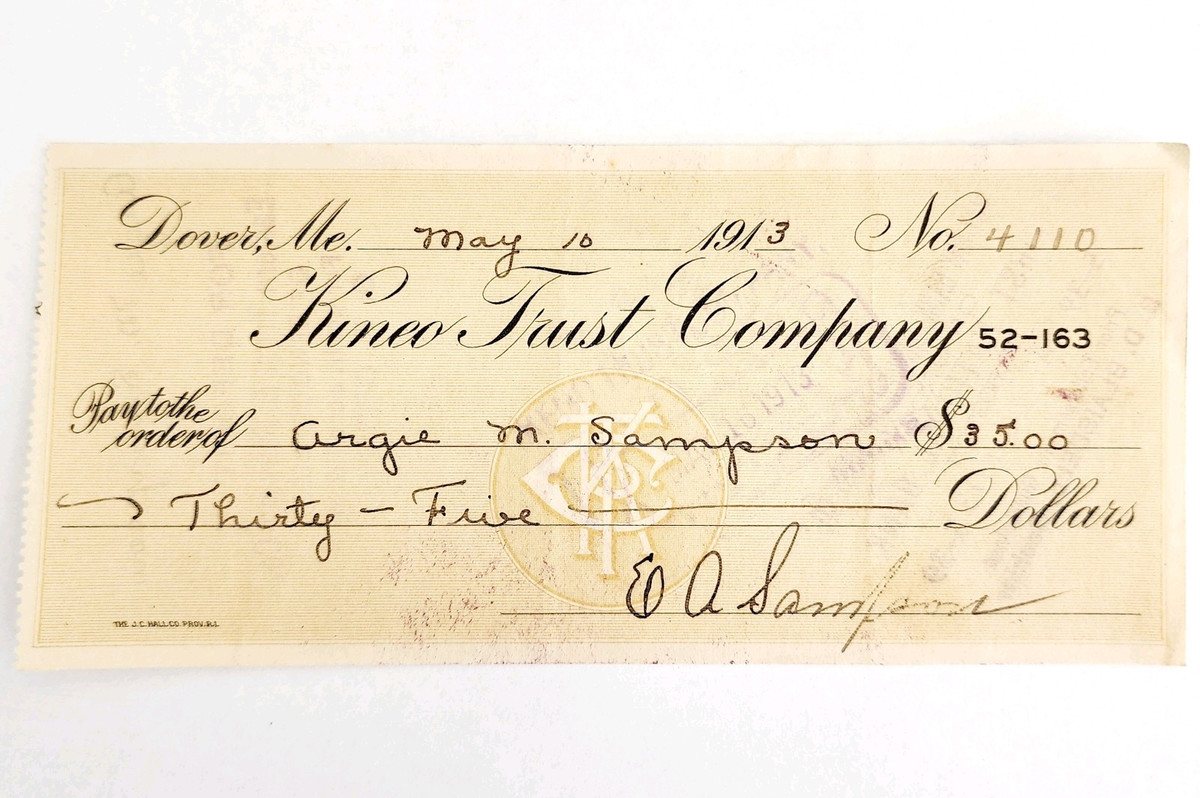 Dover, Me. May 10 1913 No. 4110
Kineo Trust Company 52-163
Pay to the
order of Argie M. Sampson $35.00
Thirty - Five Dollars
KTC
E A Sampson
THE J.C. HALL CO. PROV. R.I.